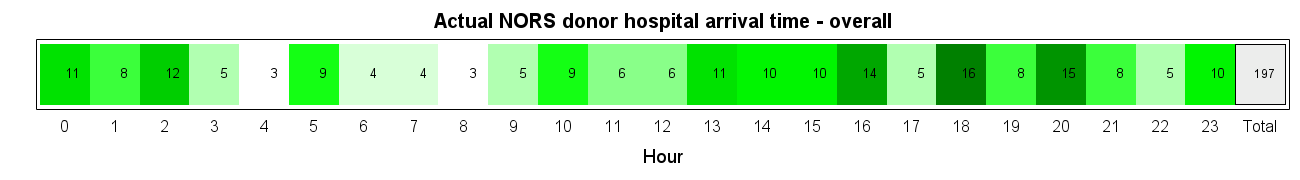 Actual NORS donor hospital arrival time - overall
11 8 12 5 3 9 4 4 3 5 9 6 6 11 10 10 14 5 16 8 15 8 5 10 197
0 1 2 3 4 5 6 7 8 9 10 11 12 13 14 15 16 17 18 19 20 21 22 23 Total
Hour